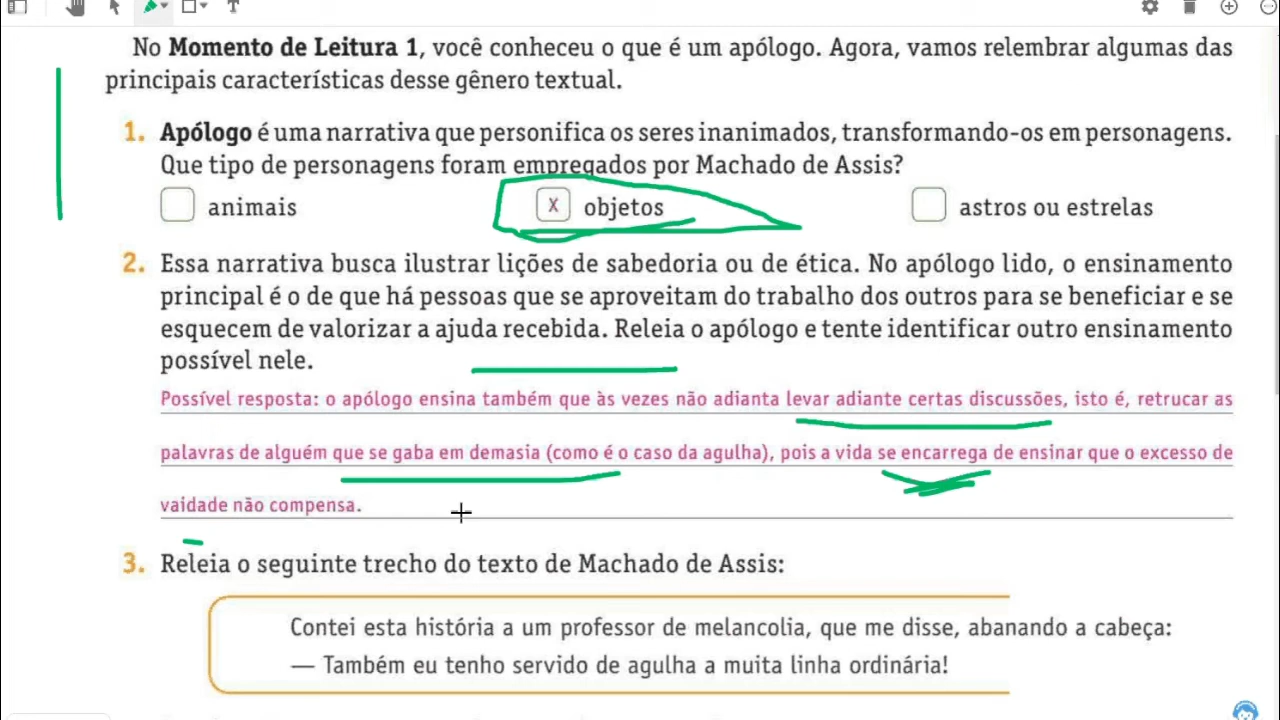 No Momento de Leitura 1, você conheceu o que é um apólogo. Agora, vamos relembrar algumas das
principais características desse gênero textual.
1. Apólogo é uma narrativa que personifica os seres inanimados, transformando-os em personagens.
Que tipo de personagens foram empregados por Machado de Assis?
animais
x objetos
astros ou estrelas
2. Essa narrativa busca ilustrar lições de sabedoria ou de ética. No apólogo lido, o ensinamento
principal é o de que há pessoas que se aproveitam do trabalho dos outros para se beneficiar e se
esquecem de valorizar a ajuda recebida. Releia o apólogo e tente identificar outro ensinamento
possível nele.
Possível resposta: o apólogo ensina também que às vezes não adianta levar adiante certas discussões, isto é, retrucar as
palavras de alguém que se gaba em demasia (como é o caso da agulha), pois a vida se encarrega de ensinar que o excesso de
vaidade não compensa.
3. Releia o seguinte trecho do texto de Machado de Assis:
Contei esta história a um professor de melancolia, que me disse, abanando a cabeça:
— Também eu tenho servido de agulha a muita linha ordinária!